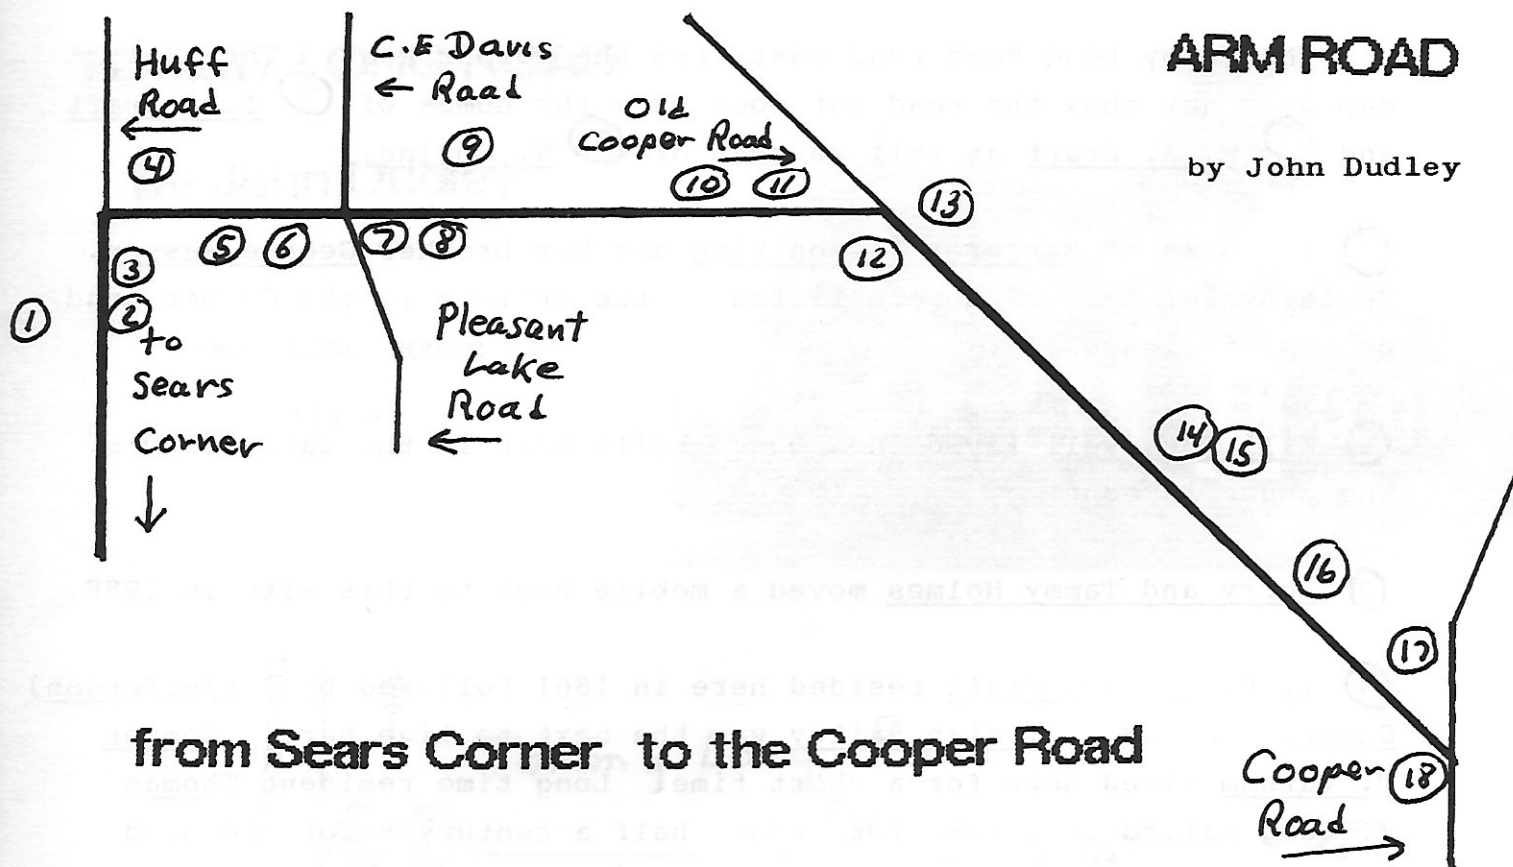 ARM ROAD
by John Dudley
Huff
Road
C.E Davis
Raad
Old
Cooper Road
4
9
10
11
13
5
6
7
8
12
3
2
1
to
Sears
Corner
Pleasant
Lake
Road
14
15
16
17
from Sears Corner to the Cooper Road
Cooper
Road
18